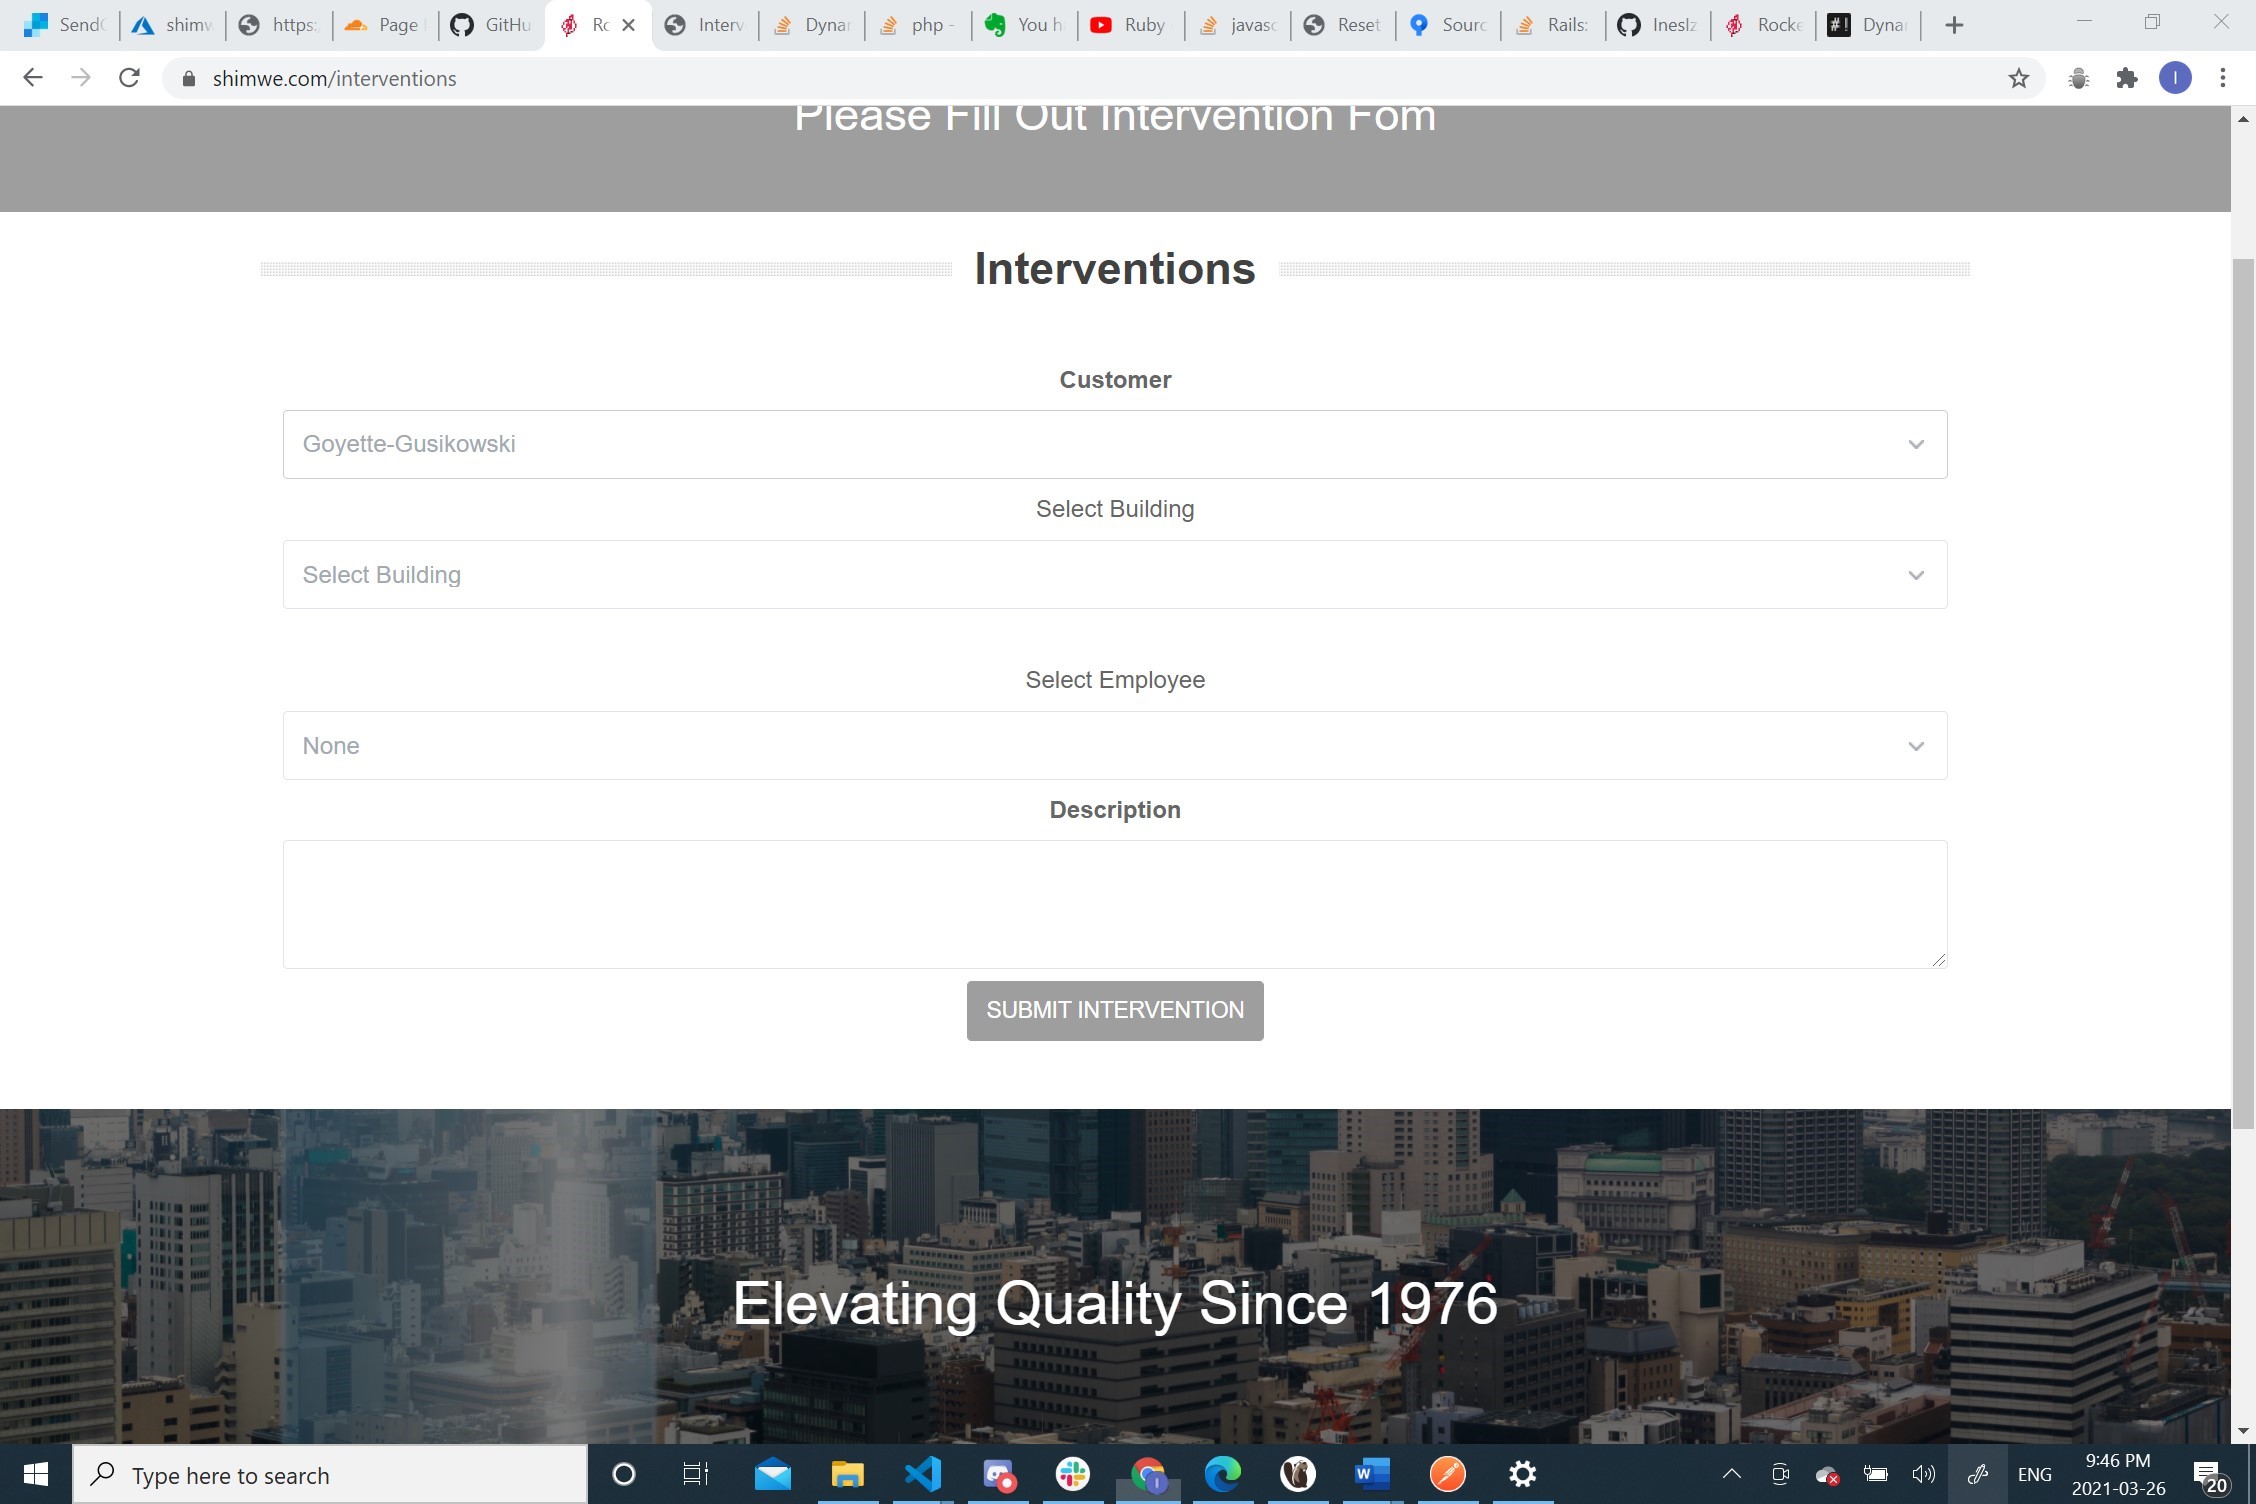 SendG
shimw
https:
Page
GitHu
Ro
Interv
Dynar
php -
You h
Ruby
javasc
Reset
Sourc
Rails:
InesIz
Rocke
#!
Dynar
shimwe.com/interventions
I
Please Fill Out Intervention Fom
Interventions
Customer
Goyette-Gusikowski
Select Building
Select Building
Select Employee
None
Description
SUBMIT INTERVENTION
Elevating Quality Since 1976
Type here to search
ENG
9:46 PM
2021-03-26
20